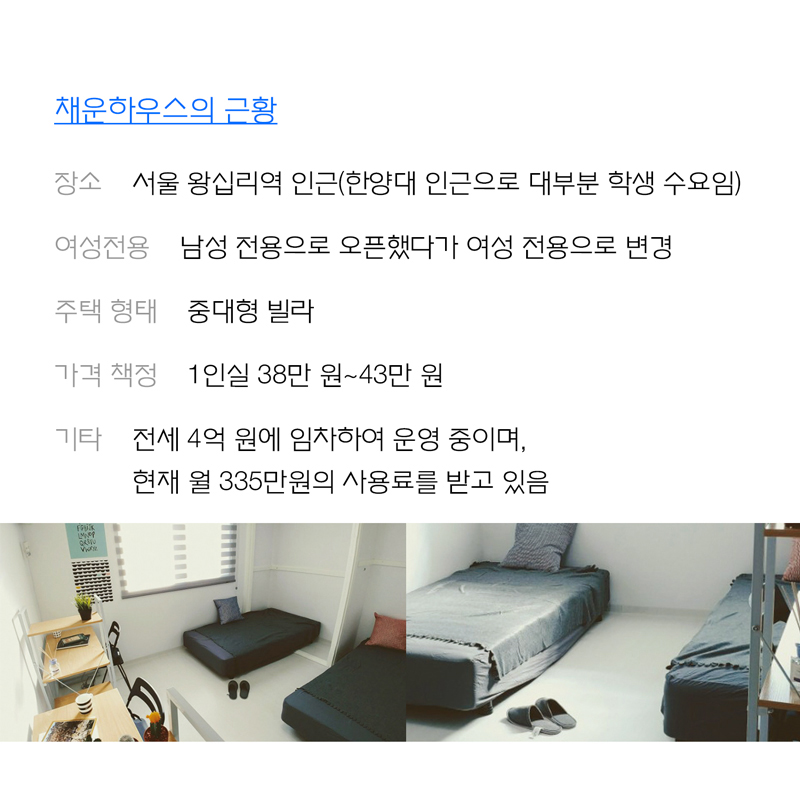 채운하우스의 근황
장소 서울 왕십리역 인근(한양대 인근으로 대부분 학생 수요임)
여성전용 남성 전용으로 오픈했다가 여성 전용으로 변경
주택 형태 중대형 빌라
가격 책정 1인실 38만 원~43만 원
기타 전세 4억 원에 임차하여 운영 중이며,
현재 월 335만원의 사용료를 받고 있음